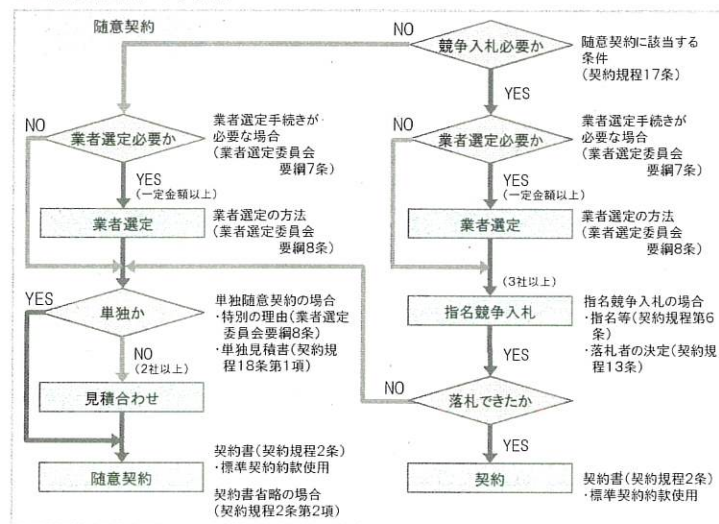 随意契約
NO
競争入札必要か
随意契約に該当する
条件
(契約規程17条)
YES
NO
業者選定必要か
業者選定手続きが
必要な場合
(業者選定委員会
要綱7条)
YES
(一定金額以上)
業者選定
業者選定の方法
(業者選定委員会
要綱8条)
NO
業者選定必要か
業者選定手続きが
必要な場合
(業者選定委員会
要綱7条)
YES
(一定金額以上)
業者選定
業者選定の方法
(業者選定委員会
要綱8条)
YES
単独か
単独随意契約の場合
・特別の理由(業者選定
委員会要綱8条)
・単独見積書(契約規
程18条第1項)
NO
(2社以上)
見積合わせ
随意契約
契約書(契約規程2条)
・標準契約約款使用
契約書省略の場合
(契約規程2条第2項)
(3社以上)
指名競争入札
指名競争入札の場合
・指名等(契約規程第6
条)
・落札者の決定(契約規
程13条)
YES
NO
落札できたか
YES
契約
契約書(契約規程2条)
・標準契約約款使用